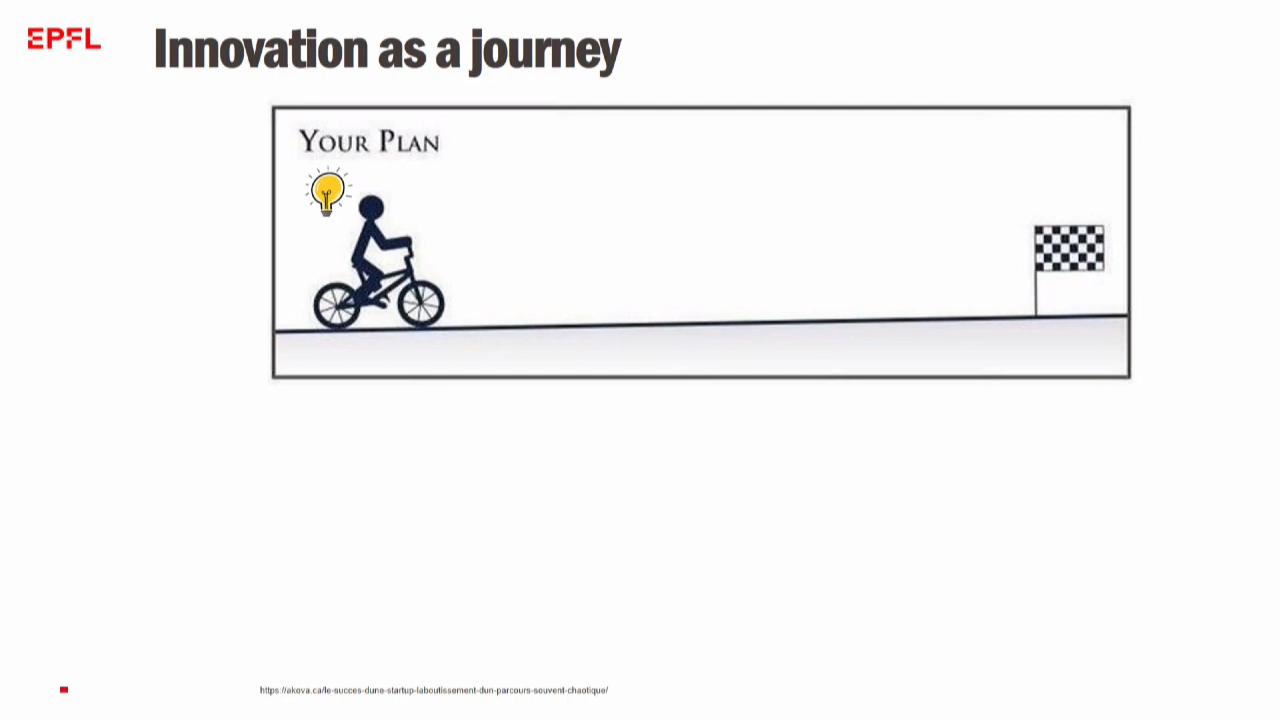 EPFL
Innovation as a journey
Your Plan
https://akova.ca/le-succes-dune-startup-laboutissement-dun-parcours-souvent-chaotique/